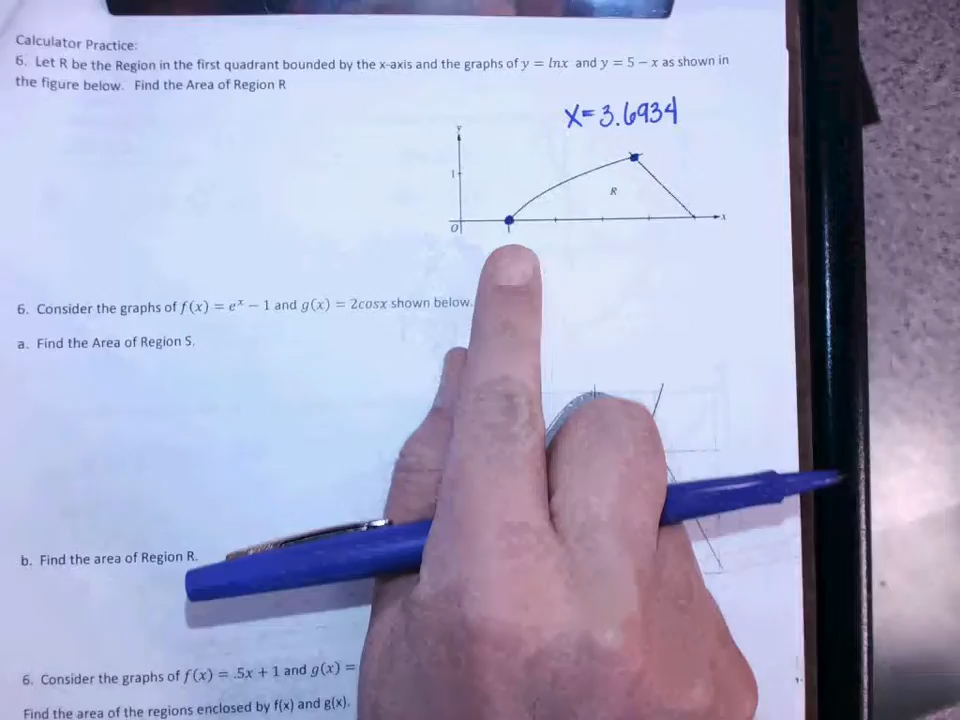 Calculator Practice:
6. Let R be the Region in the first quadrant bounded by the x-axis and the graphs of y = lnx and y = 5 − x as shown in
the figure below. Find the Area of Region R
X=3.6934
y
1
R
O
1
x
6. Consider the graphs of f(x) = eˣ − 1 and g(x) = 2cosx shown below.
a. Find the Area of Region S.
b. Find the area of Region R.
6. Consider the graphs of f(x) = .5x + 1 and g(x) =
Find the area of the regions enclosed by f(x) and g(x).